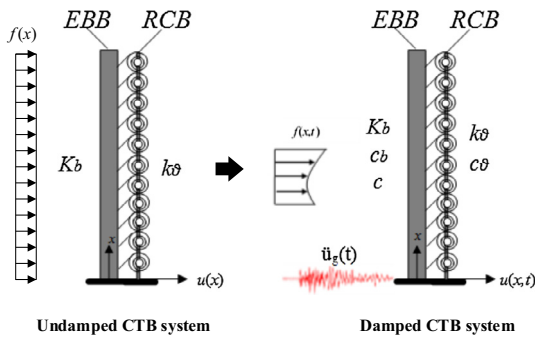 EBB RCB
f(x)
Kb
kϑ
x
u(x)
Undamped CTB system
EBB RCB
f(x,t)
Kb
cb
c
kϑ
cϑ
x
üg(t)
u(x,t)
Damped CTB system